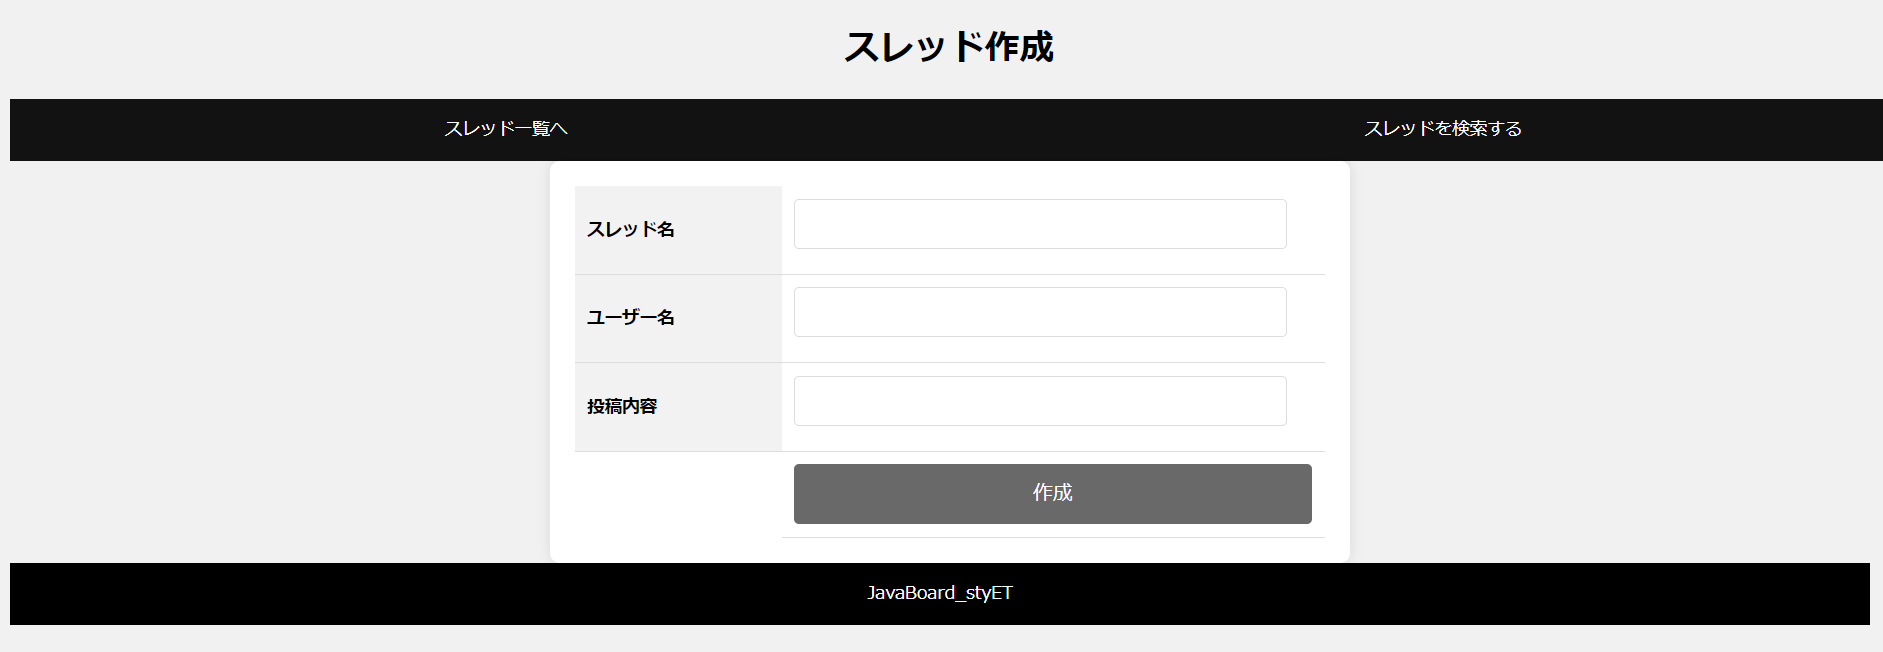 スレッド作成
スレッド一覧へ スレッドを検索する
スレッド名
ユーザー名
投稿内容
作成
JavaBoard_styET